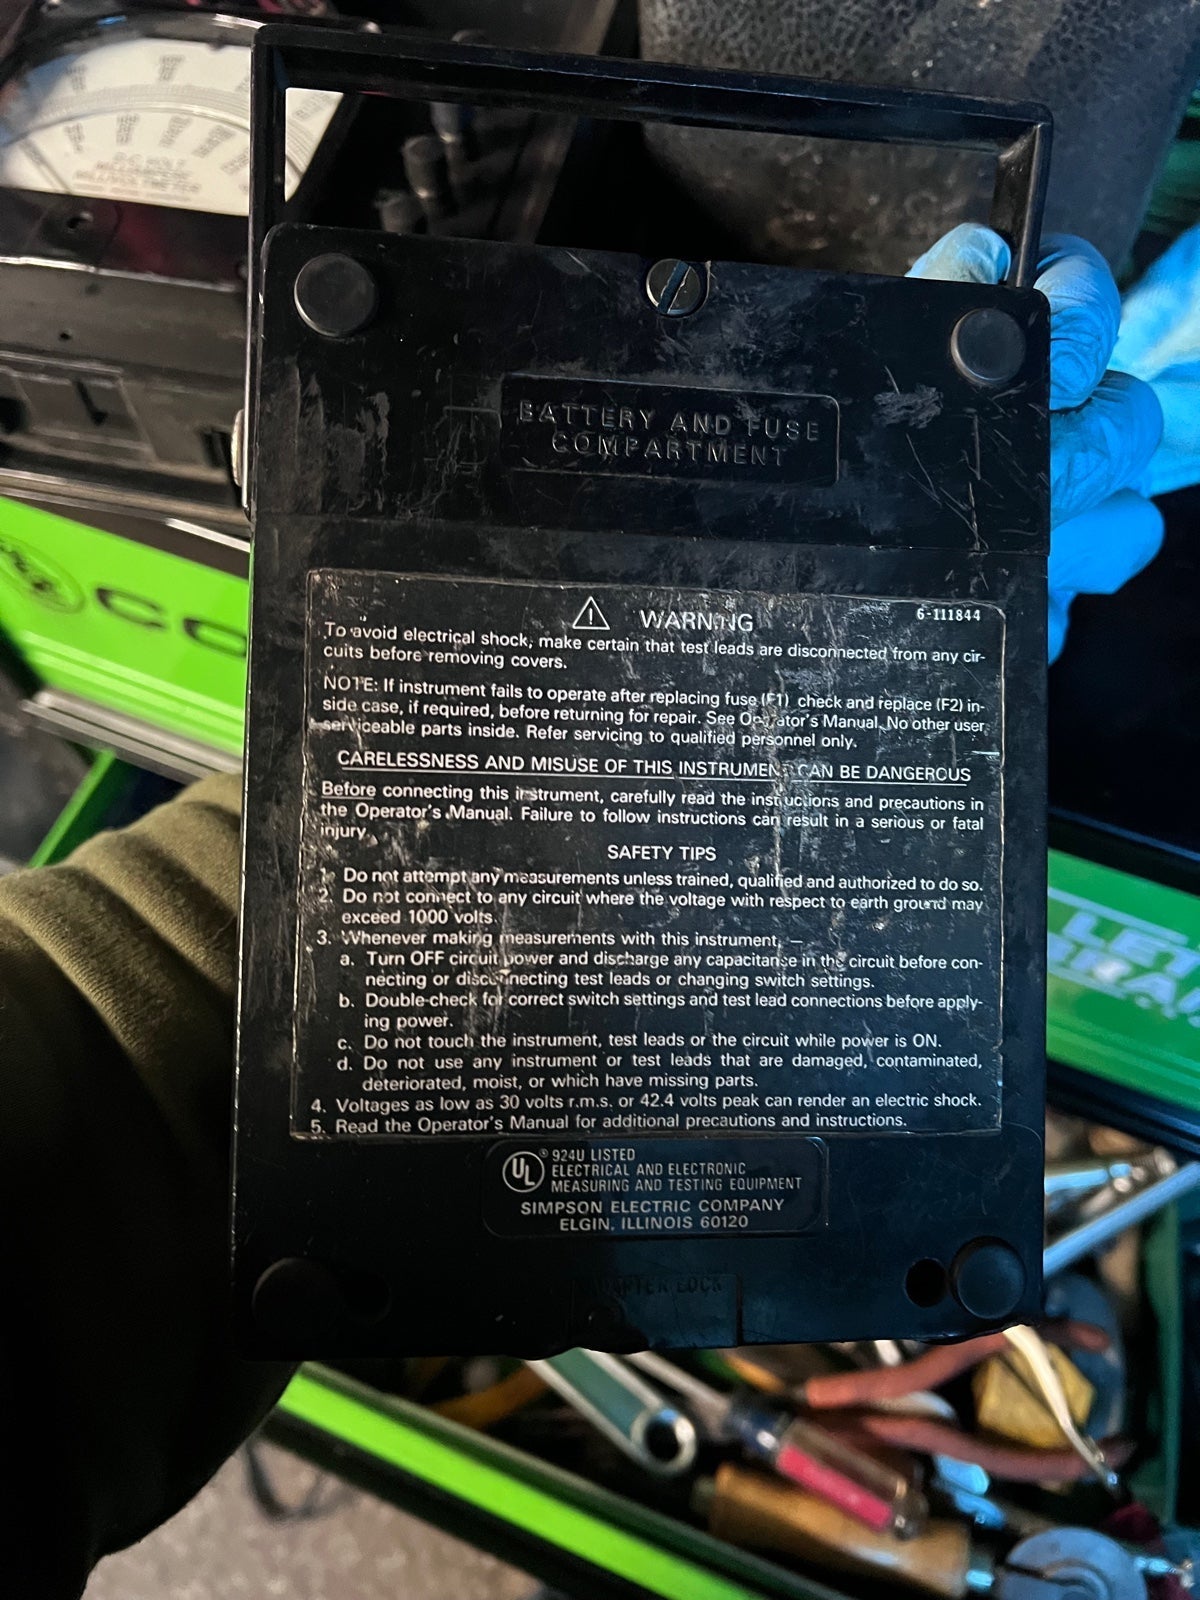 BATTERY AND FUSE
COMPARTMENT
WARNING
6-111844
To avoid electrical shock, make certain that test leads are disconnected from any cir-
cuits before removing covers.
NOTE: If instrument fails to operate after replacing fuse (F1) check and replace (F2) in-
side case, if required, before returning for repair. See Operator's Manual. No other user
serviceable parts inside. Refer servicing to qualified personnel only.
CARELESSNESS AND MISUSE OF THIS INSTRUMENT CAN BE DANGEROUS
Before connecting this instrument, carefully read the instructions and precautions in
the Operator's Manual. Failure to follow instructions can result in a serious or fatal
injury.
SAFETY TIPS
1. Do not attempt any measurements unless trained, qualified and authorized to do so.
2. Do not connect to any circuit where the voltage with respect to earth ground may
exceed 1000 volts.
3. Whenever making measurements with this instrument, —
a. Turn OFF circuit power and discharge any capacitance in the circuit before con-
necting or disconnecting test leads or changing switch settings.
b. Double-check for correct switch settings and test lead connections before apply-
ing power.
c. Do not touch the instrument, test leads or the circuit while power is ON.
d. Do not use any instrument or test leads that are damaged, contaminated,
deteriorated, moist, or which have missing parts.
4. Voltages as low as 30 volts r.m.s. or 42.4 volts peak can render an electric shock.
5. Read the Operator's Manual for additional precautions and instructions.
UL ® 924U LISTED
ELECTRICAL AND ELECTRONIC
MEASURING AND TESTING EQUIPMENT
SIMPSON ELECTRIC COMPANY
ELGIN, ILLINOIS 60120
LOCK
CO
LET